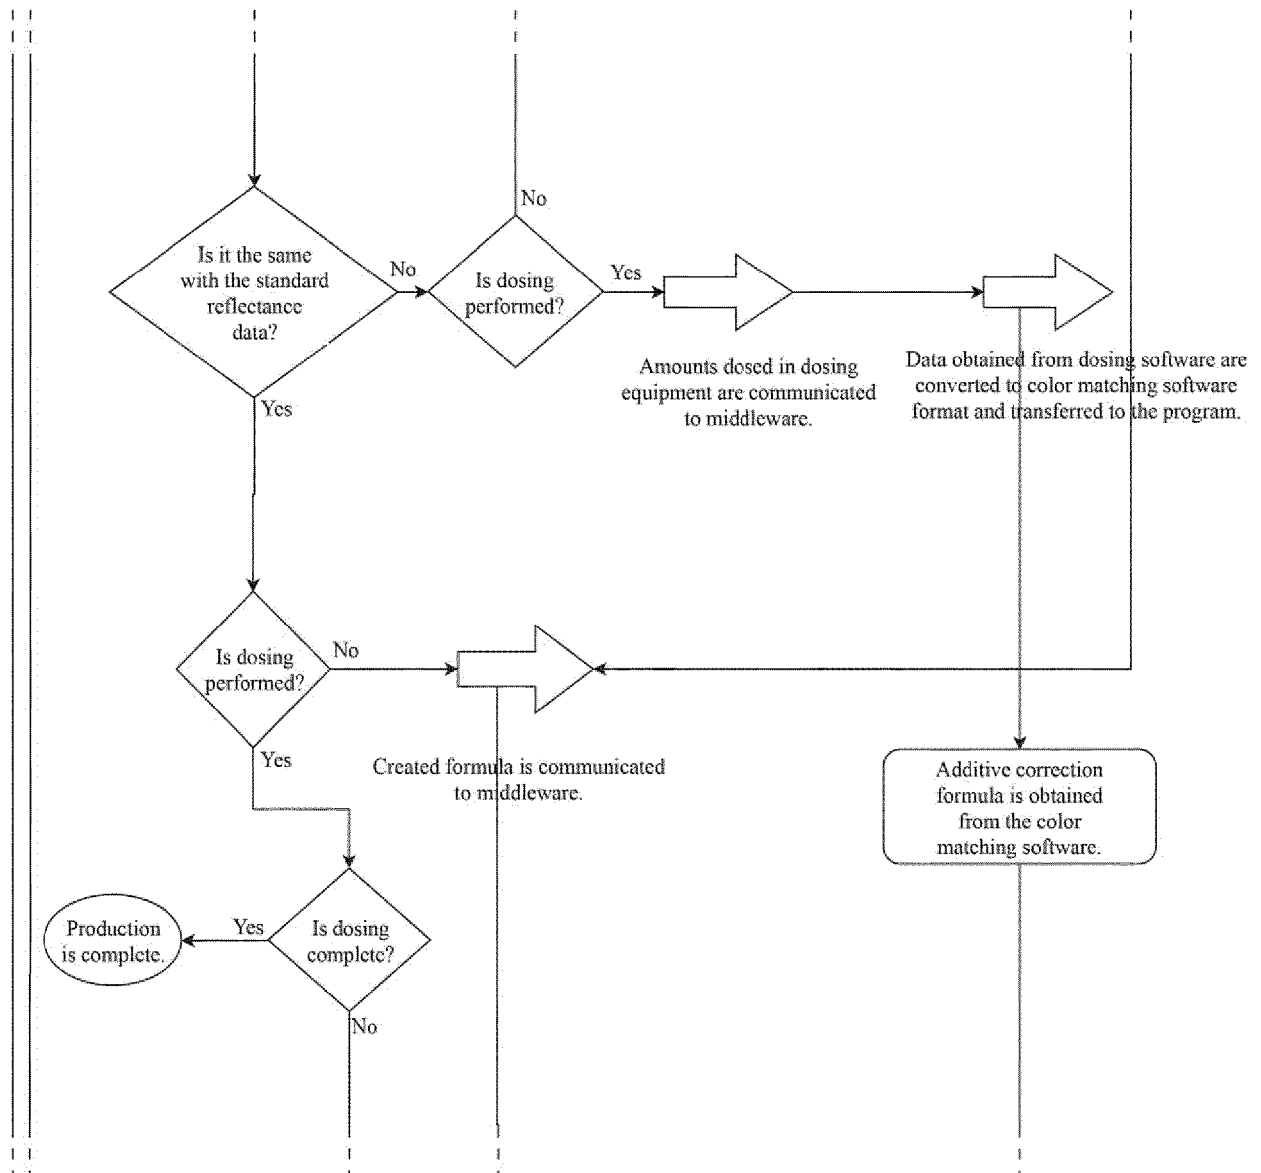 No
Is it the same
with the standard
reflectance
data?
No
Is dosing
performed?
Yes
Amounts dosed in dosing
equipment are communicated
to middleware.
Data obtained from dosing software are
converted to color matching software
format and transferred to the program.
Yes
Is dosing
performed?
No
Yes
Created formula is communicated
to middleware.
Additive correction
formula is obtained
from the color
matching software.
Production
is complete.
Yes
Is dosing
complete?
No